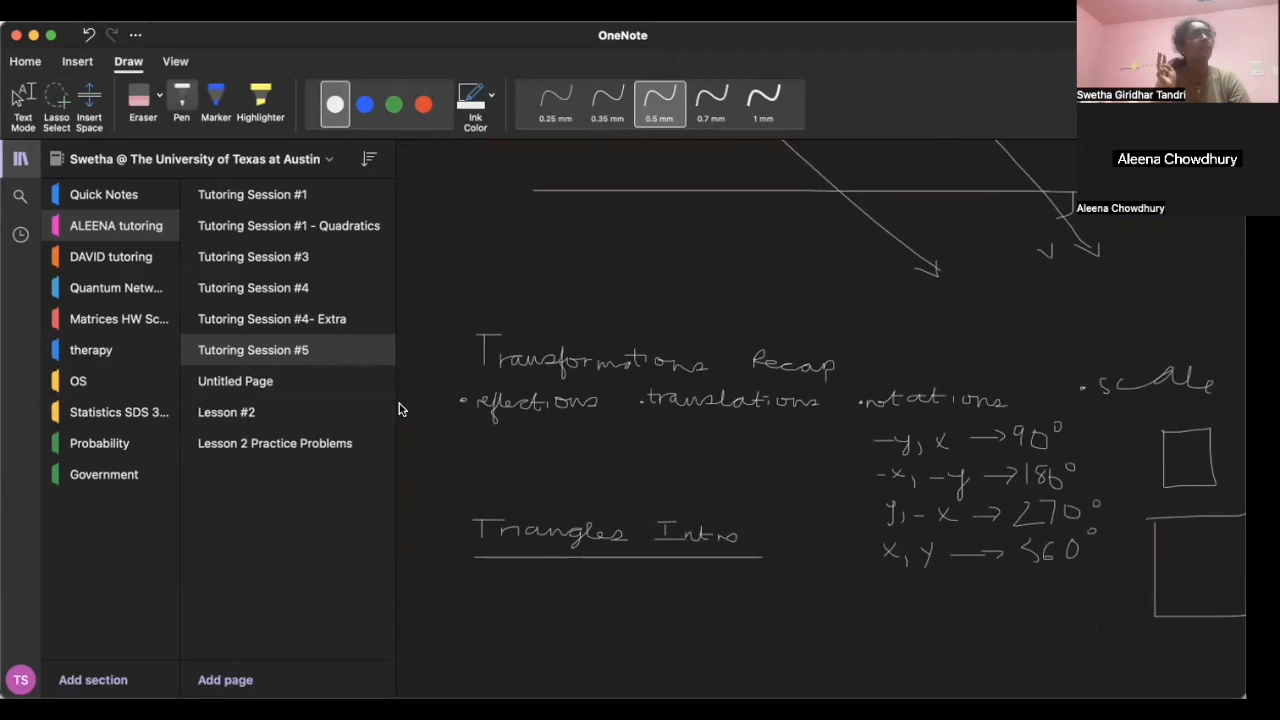 OneNote
Home Insert Draw View
Text Mode Lasso Select Insert Space Eraser Pen Marker Highlighter Ink Color 0.25 mm 0.35 mm 0.5 mm 0.7 mm 1 mm
Swetha Giridhar Tandri
Aleena Chowdhury
Aleena Chowdhury
Swetha @ The University of Texas at Austin
Quick Notes
ALEENA tutoring
DAVID tutoring
Quantum Netw...
Matrices HW Sc...
therapy
OS
Statistics SDS 3...
Probability
Government
Tutoring Session #1
Tutoring Session #1 - Quadratics
Tutoring Session #3
Tutoring Session #4
Tutoring Session #4- Extra
Tutoring Session #5
Untitled Page
Lesson #2
Lesson 2 Practice Problems
TS Add section Add page
Transformations Recap
• reflections • translations • rotations • scale
-y, x → 90°
-x, -y → 180°
y, -x → 270°
x, y → 360°
Triangles Intro